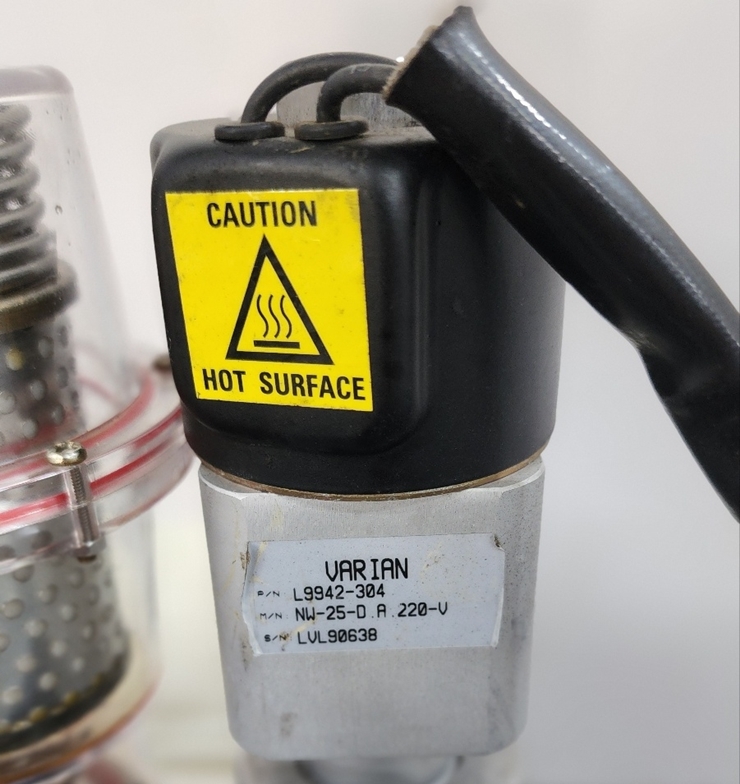 CAUTION
HOT SURFACE
VARIAN
P/N L9942-304
M/N NW-25-D.A.220-V
S/N LVL90638